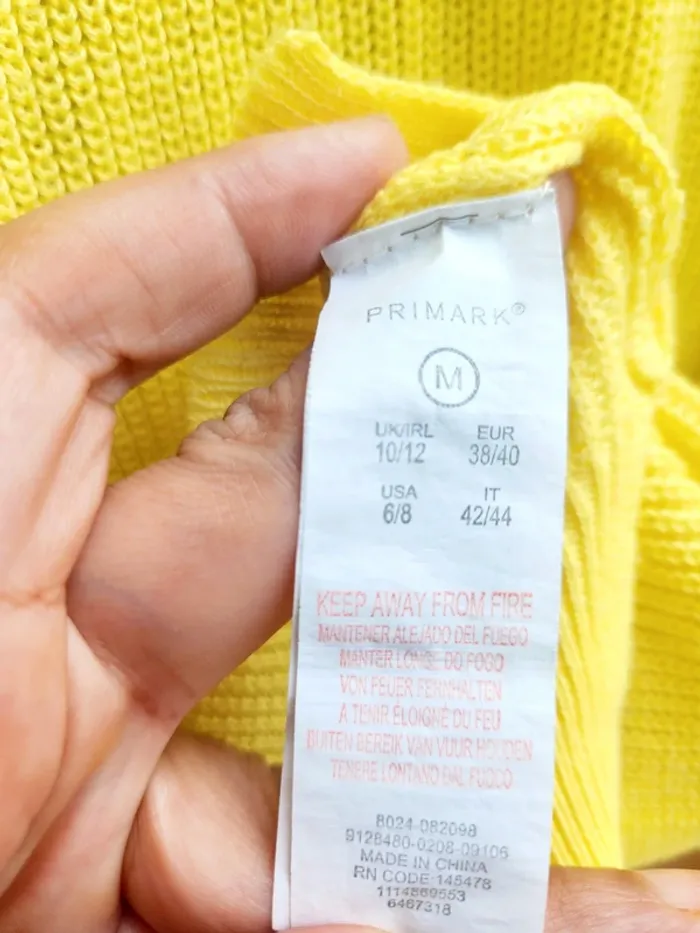 PRIMARK®
M
UK/IRL EUR
10/12 38/40
USA IT
6/8 42/44
KEEP AWAY FROM FIRE
MANTENER ALEJADO DEL FUEGO
MANTER LONGE DO FOGO
VON FEUER FERNHALTEN
A TENIR ÉLOIGNÉ DU FEU
BUITEN BEREIK VAN VUUR HOUDEN
TENERE LONTANO DAL FUOCO
8024-082098
9128480-0208-09106
MADE IN CHINA
RN CODE 145478
1114669553
6467318